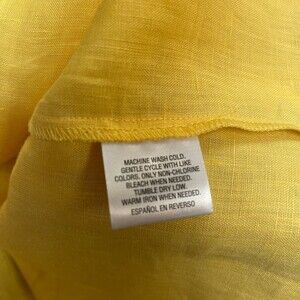 MACHINE WASH COLD,
GENTLE CYCLE WITH LIKE
COLORS. ONLY NON-CHLORINE
BLEACH WHEN NEEDED.
TUMBLE DRY LOW.
WARM IRON WHEN NEEDED.
ESPAÑOL EN REVERSO